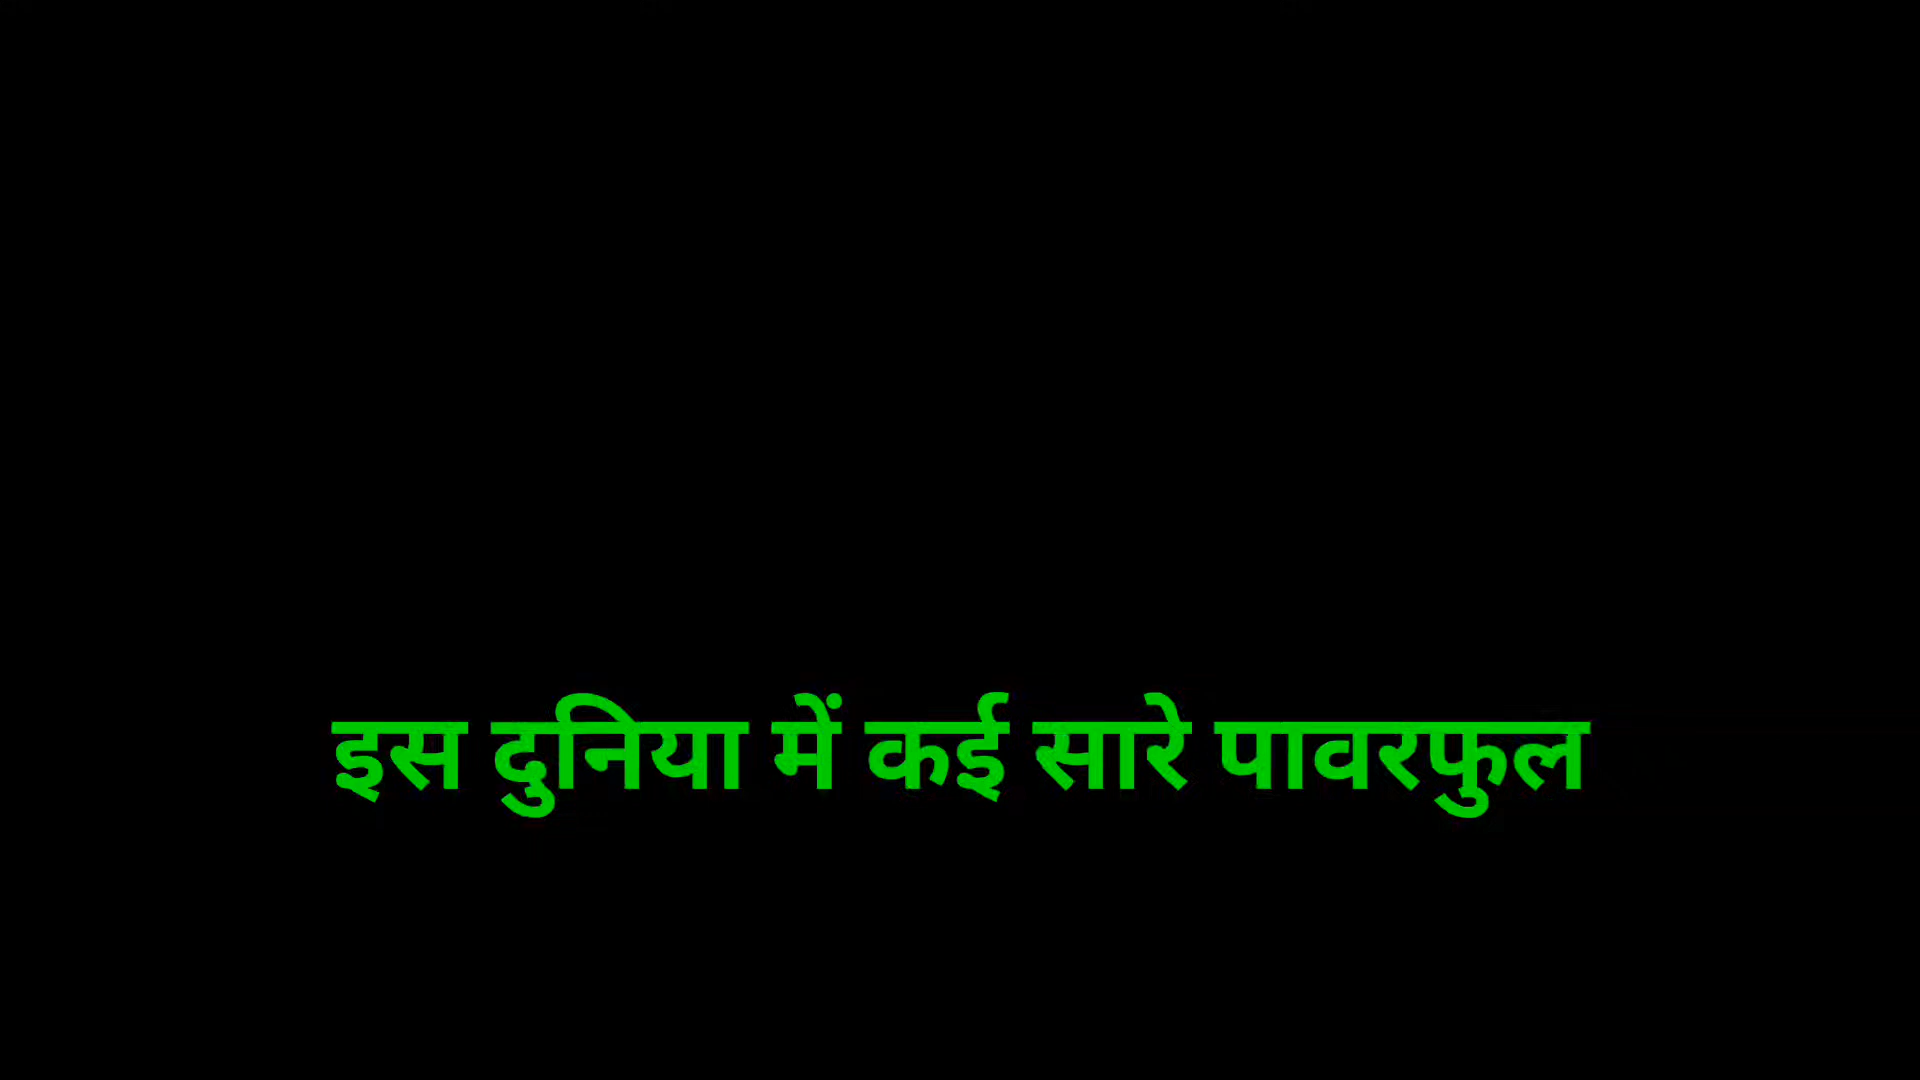 इस दुनिया में कई सारे पावरफुल